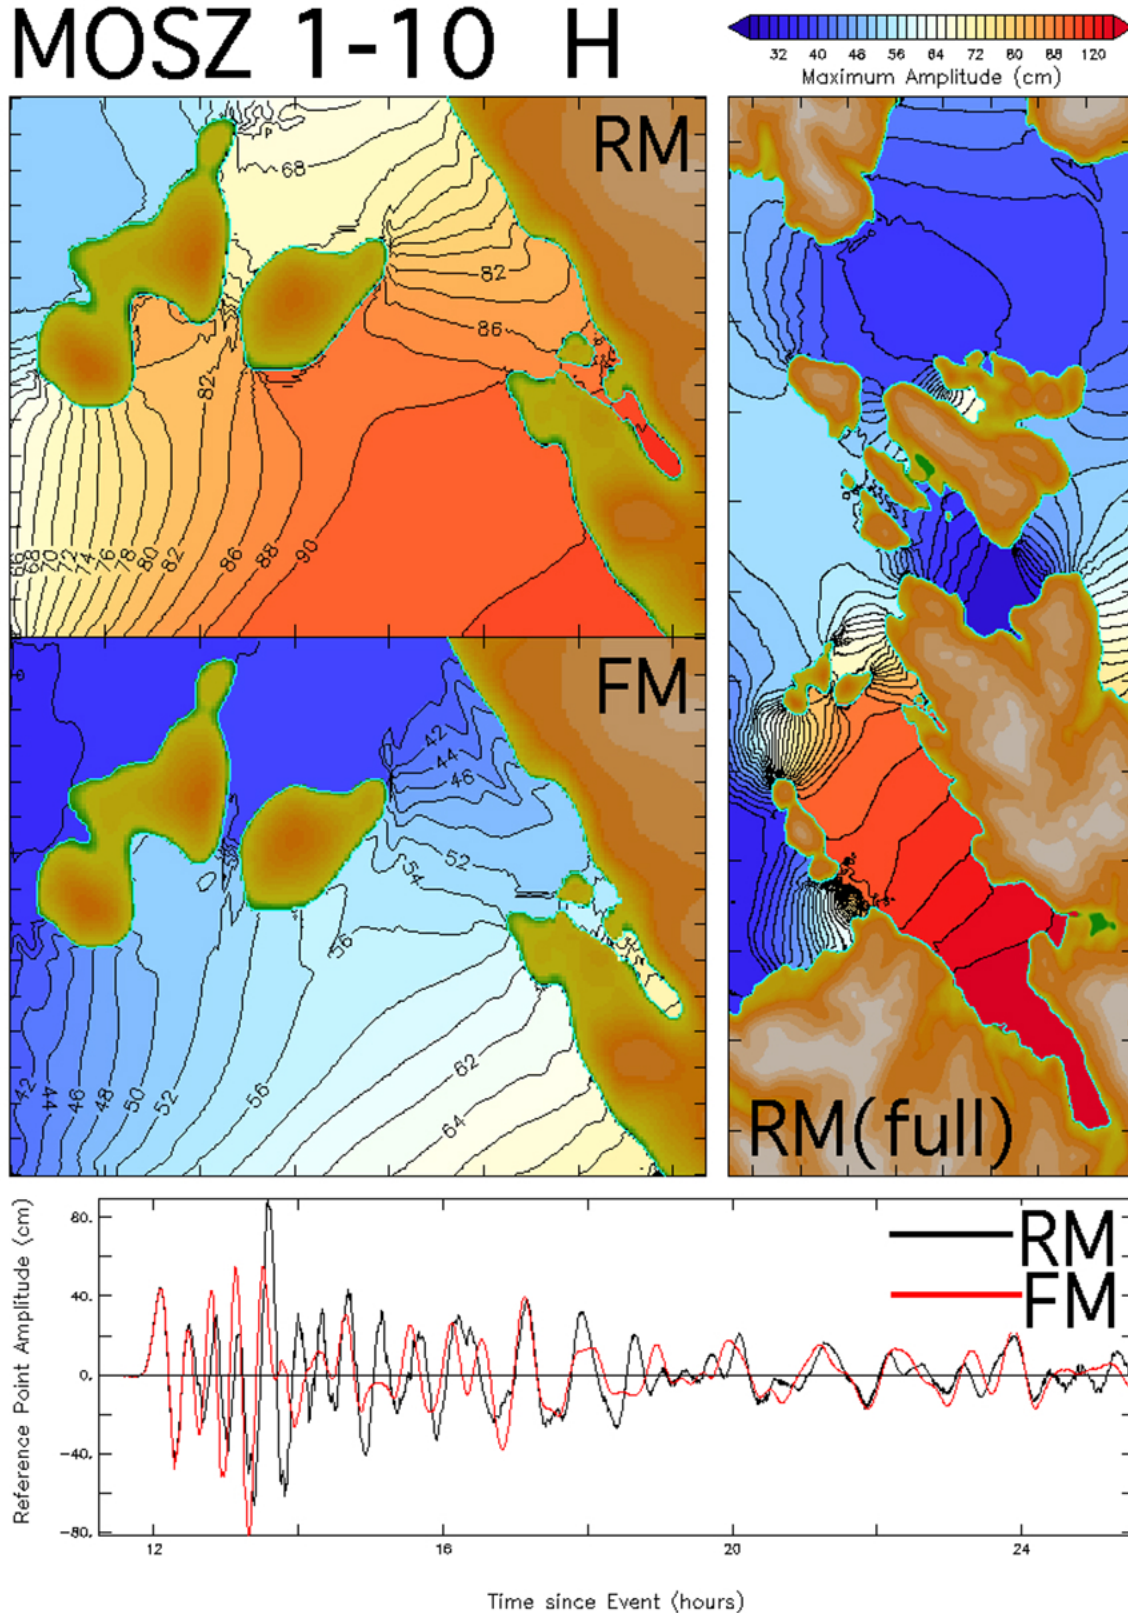 MOSZ 1-10 H
32 40 48 56 64 72 80 88 120
Maximum Amplitude (cm)
RM
68
82
86
82
66 68 70 72 74 76 78 80 82 86 88 90
FM
42
44
46
52
54
56
42 44 46 48 50 52 56 62 64
RM(full)
Reference Point Amplitude (cm)
80.
40.
0.
-40.
-80.
RM
FM
12 16 20 24
Time since Event (hours)